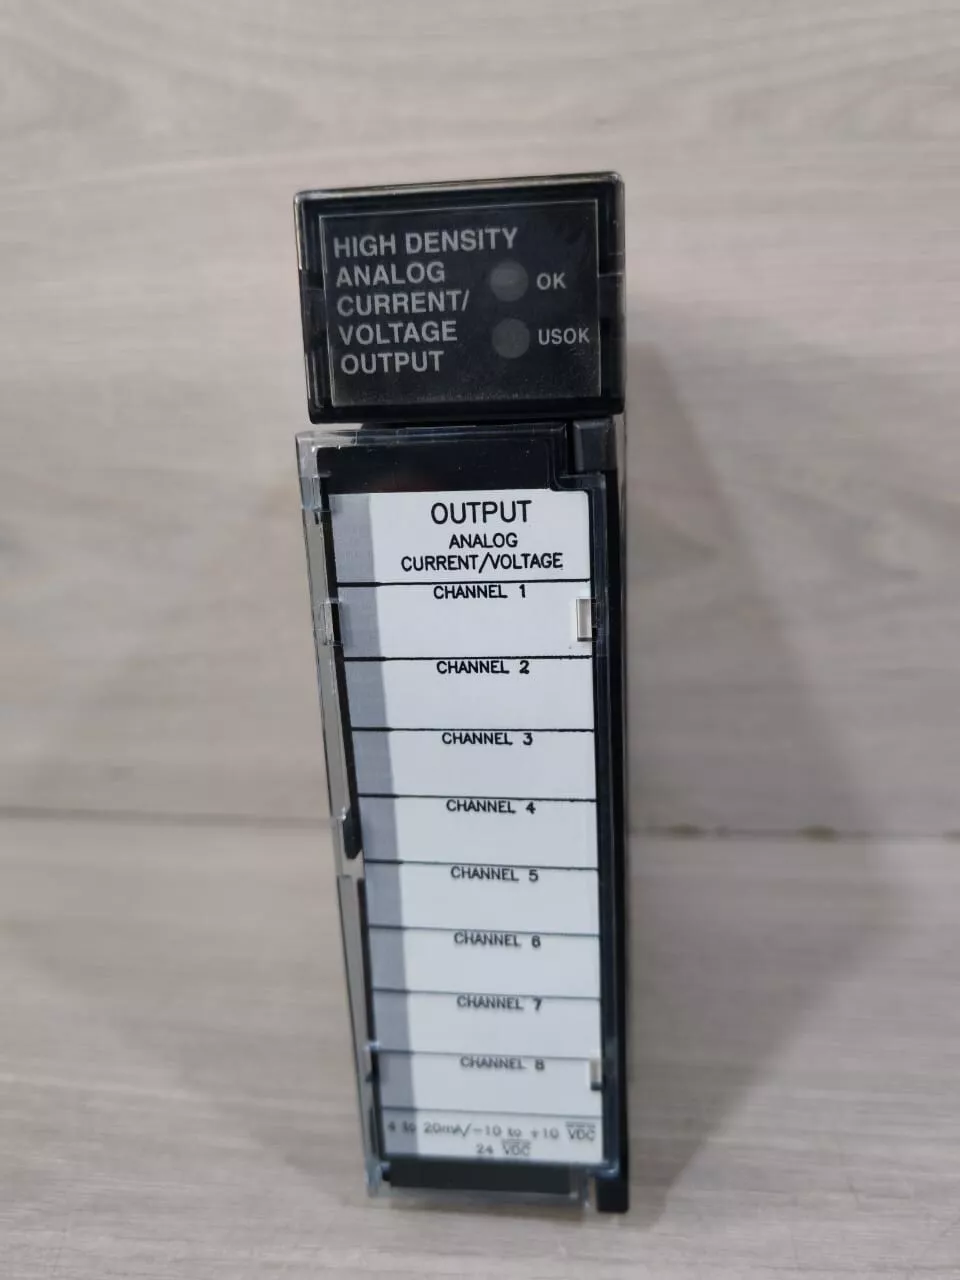 HIGH DENSITY
ANALOG
CURRENT/
VOLTAGE
OUTPUT
OK
USOK
OUTPUT
ANALOG
CURRENT/VOLTAGE
CHANNEL 1
CHANNEL 2
CHANNEL 3
CHANNEL 4
CHANNEL 5
CHANNEL 6
CHANNEL 7
CHANNEL 8
4 to 20mA/-10 to +10 VDC
24 VDC